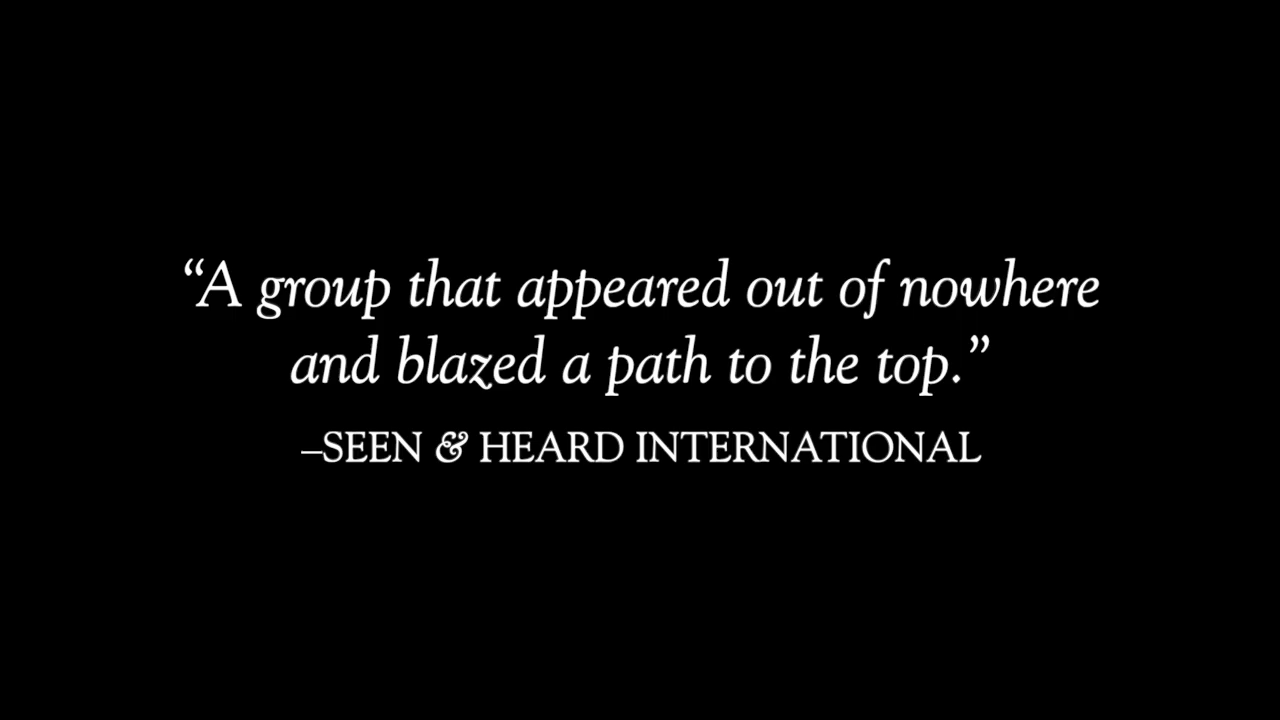 “A group that appeared out of nowhere
and blazed a path to the top.”
–SEEN & HEARD INTERNATIONAL